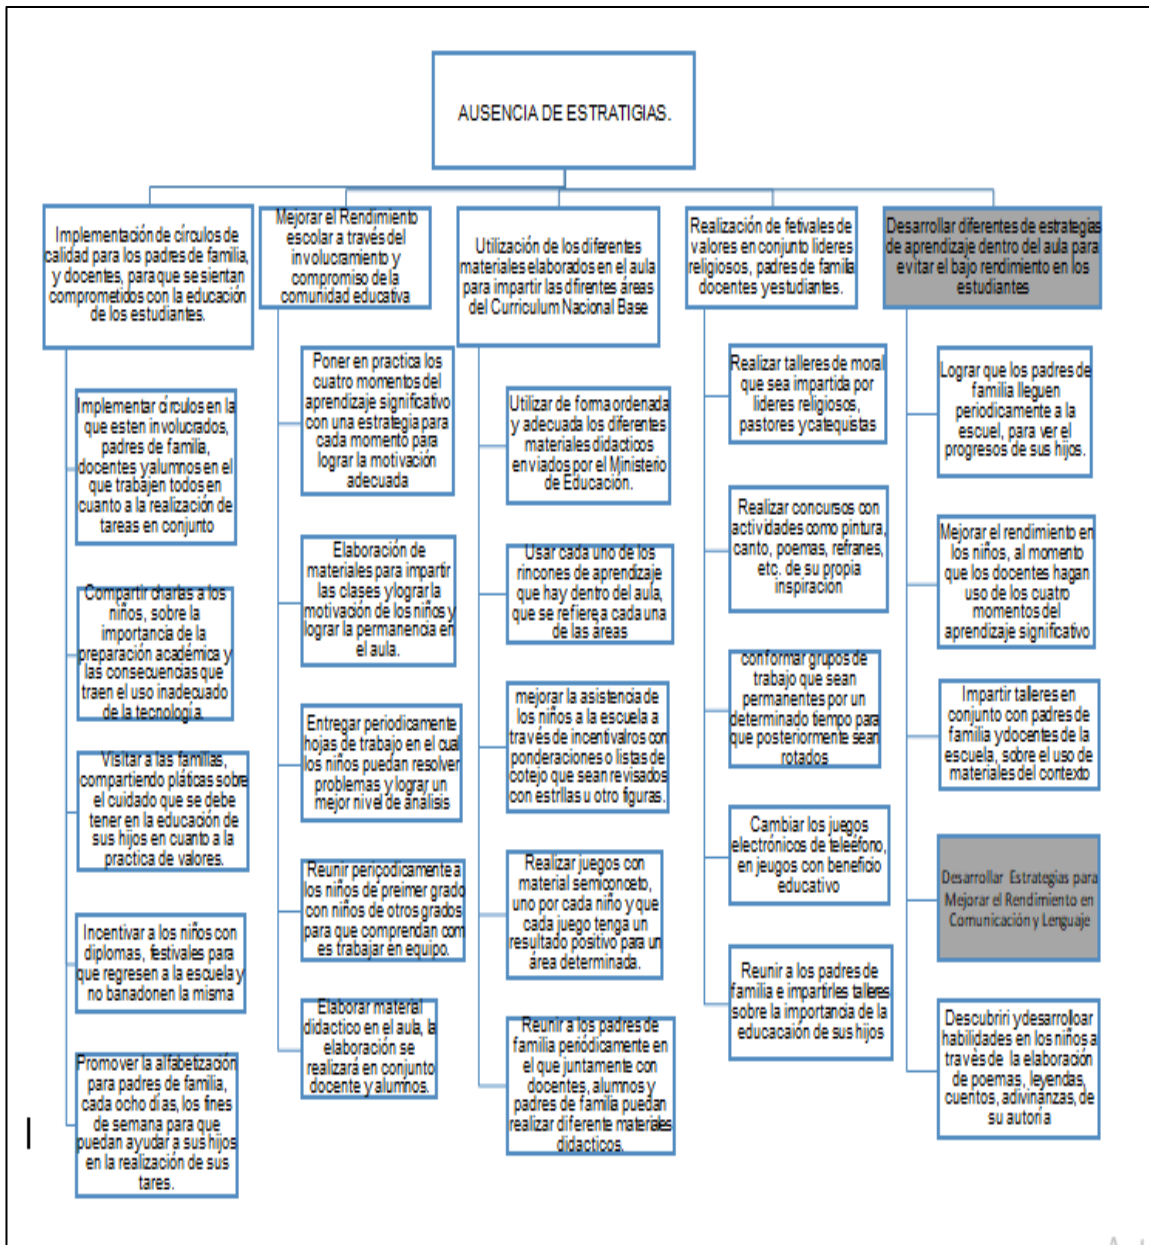 AUSENCIA DE ESTRATIGIAS.
Implementación de círculos de
calidad para los padres de familia,
y docentes, para que se sientan
comprometidos con la educación
de los estudiantes.
Implementar círculos en la
que esten involucrados,
padres de familia,
docentes yalumnos en el
que trabajen todos en
cuanto a la realización de
tareas en conjunto
Compartir charlas a los
niños, sobre la
importancia de la
preparación académica y
las consecuencias que
traen el uso inadecuado
de la tecnología.
Visitar a las familias,
compartiendo pláticas sobre
el cuidado que se debe
tener en la educación de
sus hijos en cuanto a la
practica de valores.
Incentivar a los niños con
diplomas, festivales para
que regresen a la escuela y
no banadonen la misma
Promover la alfabetización
para padres de familia,
cada ocho días, los fines
de semana para que
puedan ayudar a sus hijos
en la realización de sus
tares.
Mejorar el Rendimiento
escolar a través del
involucramiento y
compromiso de la
comunidad educativa
Poner en practica los
cuatro momentos del
aprendizaje significativo
con una estrategia para
cada momento para
lograr la motivación
adecuada
Elaboración de
materiales para impartir
las clases y lograr la
motivación de los niños y
lograr la permanencia en
el aula.
Entregar periodicamente
hojas de trabajo en el cual
los niños puedan resolver
problemas y lograr un
mejor nivel de análisis
Reunir periçodicamente a
los niños de preimer grado
con niños de otros grados
para que comprendan com
es trabajar en equipo.
Elaborar material
didactico en el aula, la
elaboración se
realizará en conjunto
docente y alumnos.
Utilización de los diferentes
materiales elaborados en el aula
para impartir las dfirentes áreas
del Curriculum Nacional Base
Utilizar de forma ordenada
y adecuada los diferentes
materiales didacticos
enviados por el Ministerio
de Educación.
Usar cada uno de los
rincones de aprendizaje
que hay dentro del aula,
que se refiere a cada una
de las áreas
mejorar la asistencia de
los niños a la escuela a
través de incentivalros con
ponderaciones o listas de
cotejo que sean revisados
con estrllas u otro figuras.
Realizar juegos con
material semiconceto,
uno por cada niño y que
cada juego tenga un
resultado positivo para un
área determinada.
Reunir a los padres de
familia periódicamente en
el que juntamente con
docentes, alumnos y
padres de familia puedan
realizar diferente materiales
didacticos.
Realización de fetivales de
valores en conjunto lideres
religiosos, padres de familia
docentes yestudiantes.
Realizar talleres de moral
que sea impartida por
lideres religiosos,
pastores y catequistas
Realizar concursos con
actividades como pintura,
canto, poemas, refranes,
etc. de su propia
inspiración
conformar grupos de
trabajo que sean
permanentes por un
determinado tiempo para
que posteriormente sean
rotados
Cambiar los juegos
electrónicos de teleéfono,
en jeugos con beneficio
educativo
Reunir a los padres de
familia e impartirles talleres
sobre la importancia de la
educacaión de sus hijos
Desarrollar diferentes de estrategias
de aprendizaje dentro del aula para
evitar el bajo rendimiento en los
estudiantes
Lograr que los padres de
familia lleguen
periodicamente a la
escuel, para ver el
progresos de sus hijos.
Mejorar el rendimiento en
los niños, al momento
que los docentes hagan
uso de los cuatro
momentos del
aprendizaje significativo
Impartir talleres en
conjunto con padres de
familia ydocentes de la
escuela, sobre el uso de
materiales del contexto
Desarrollar Estrategias para
Mejorar el Rendimiento en
Comunicación y Lenguaje
Descubriri ydesarrolloar
habilidades en los niños a
través de la elaboración
de poemas, leyendas,
cuentos, adivinanzas, de
su autoría